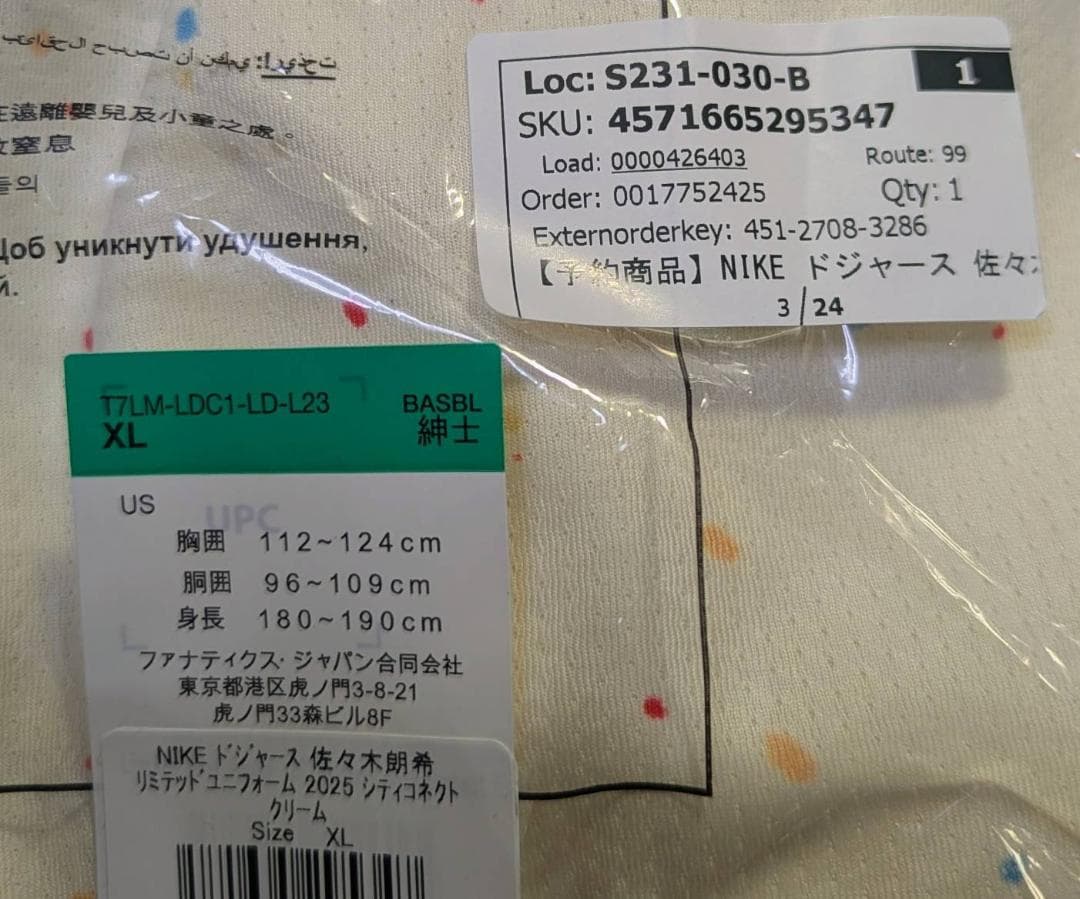 تحذير!: يمكن أن تصبح الحقائب
在遠離嬰兒及小童之處。
窒息
들의
Щоб уникнути удушення,
й.
Loc: S231-030-B
1
SKU: 4571665295347
Load: 0000426403
Route: 99
Order: 0017752425
Qty: 1
Externorderkey: 451-2708-3286
【予約商品】NIKE ドジャース 佐々
3/24
T7LM-LDC1-LD-L23
BASBL
XL
紳士
US
UPC
胸囲 112~124cm
胴囲 96~109cm
身長 180~190cm
ファナティクス・ジャパン合同会社
東京都港区虎ノ門3-8-21
虎ノ門33森ビル8F
NIKE ドジャース 佐々木朗希
リミテッドユニフォーム 2025 シティコネクト
クリーム
Size XL